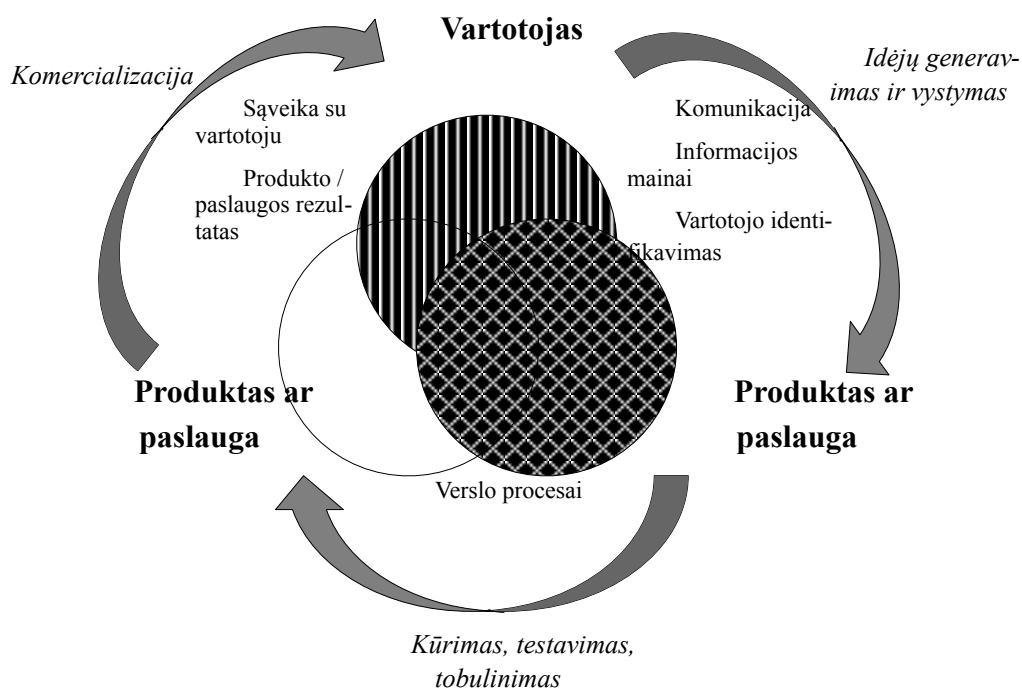 Vartotojas
Komercializacija
Idėjų generav-
imas ir vystymas
Sąveika su
vartotoju
Produkto /
paslaugos rezul-
tatas
Komunikacija
Informacijos
mainai
Vartotojo identi-
fikavimas
Produktas ar
paslauga
Produktas ar
paslauga
Verslo procesai
Kūrimas, testavimas,
tobulinimas